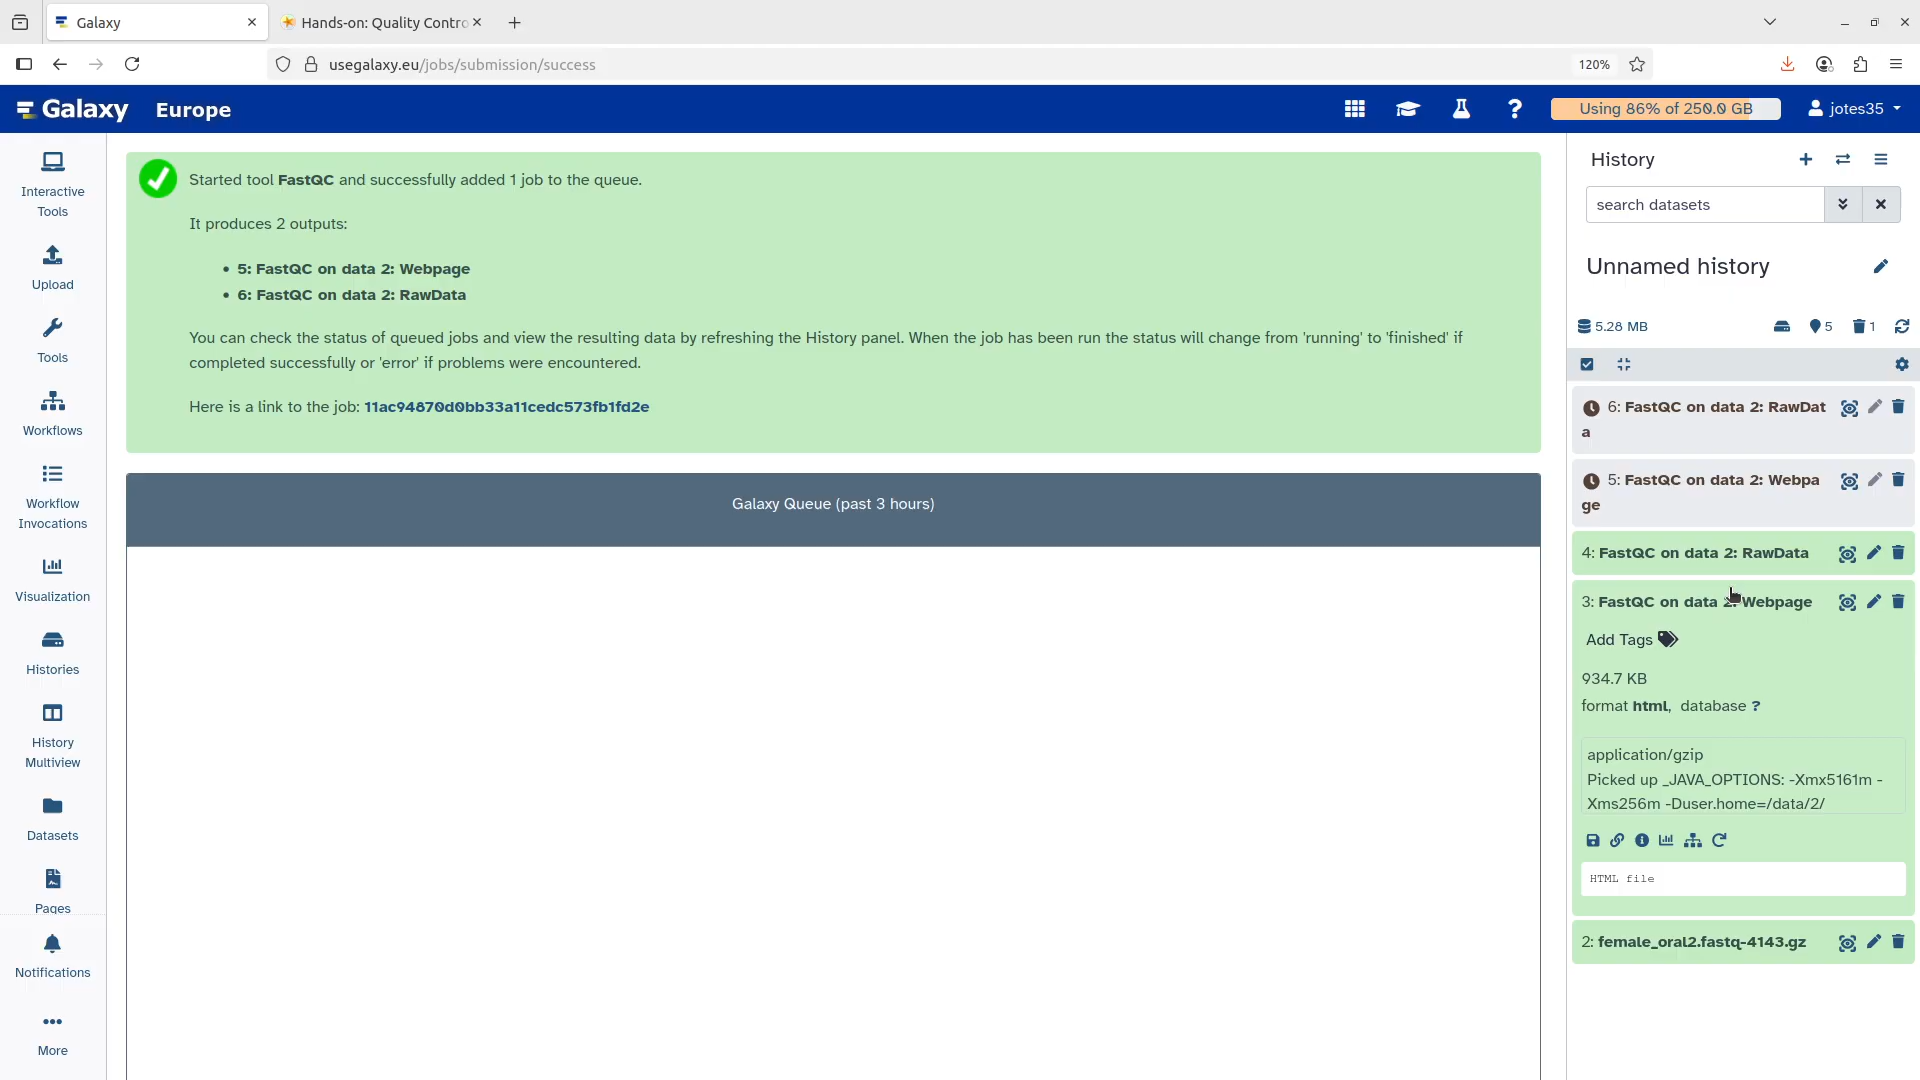 Galaxy
Hands-on: Quality Contro
usegalaxy.eu/jobs/submission/success
120%
Galaxy Europe
Using 86% of 250.0 GB
jotes35
Interactive
Tools
Upload
Tools
Workflows
Workflow
Invocations
Visualization
Histories
History
Multiview
Datasets
Pages
Notifications
More
Started tool FastQC and successfully added 1 job to the queue.
It produces 2 outputs:
• 5: FastQC on data 2: Webpage
• 6: FastQC on data 2: RawData
You can check the status of queued jobs and view the resulting data by refreshing the History panel. When the job has been run the status will change from 'running' to 'finished' if
completed successfully or 'error' if problems were encountered.
Here is a link to the job: 11ac94870d0bb33a11cedc573fb1fd2e
Galaxy Queue (past 3 hours)
History
search datasets
Unnamed history
5.28 MB
5
1
6: FastQC on data 2: RawDat
a
5: FastQC on data 2: Webpa
ge
4: FastQC on data 2: RawData
3: FastQC on data 2: Webpage
Add Tags
934.7 KB
format html, database ?
application/gzip
Picked up _JAVA_OPTIONS: -Xmx5161m -
Xms256m -Duser.home=/data/2/
HTML file
2: female_oral2.fastq-4143.gz